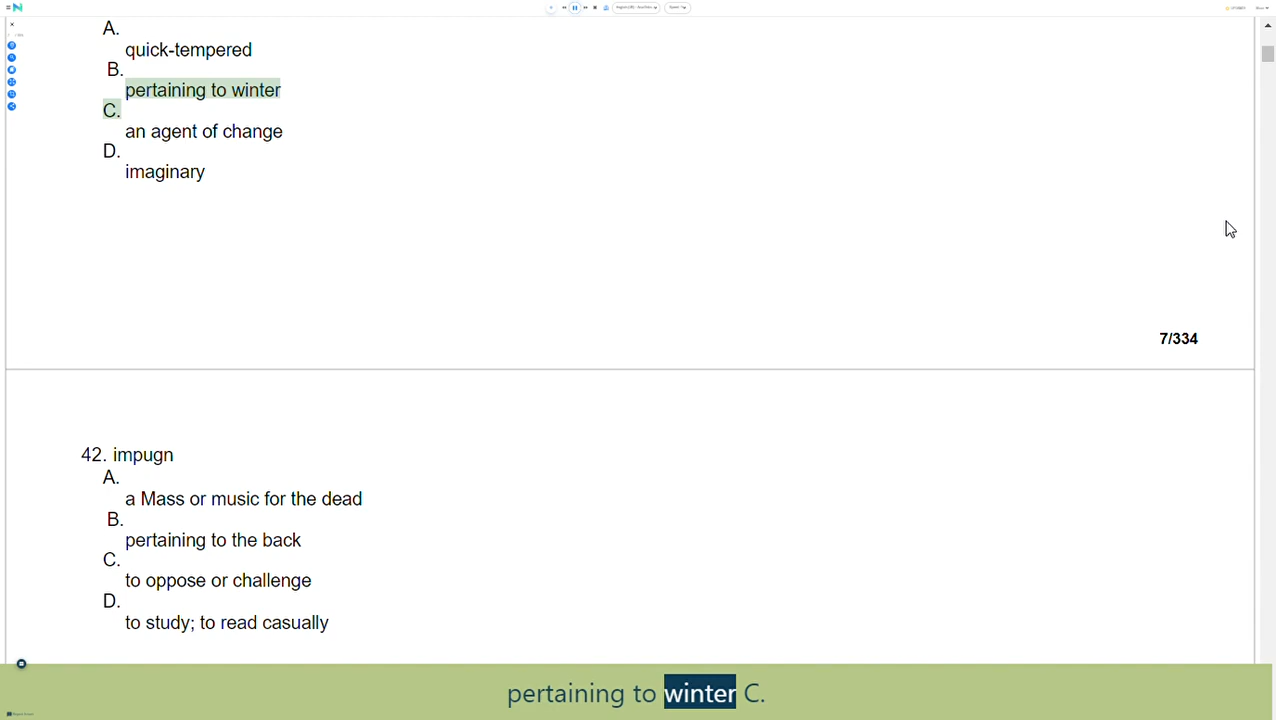 A.
quick-tempered
B.
pertaining to winter
C.
an agent of change
D.
imaginary
7/334
42. impugn
A.
a Mass or music for the dead
B.
pertaining to the back
C.
to oppose or challenge
D.
to study; to read casually
pertaining to winter C.